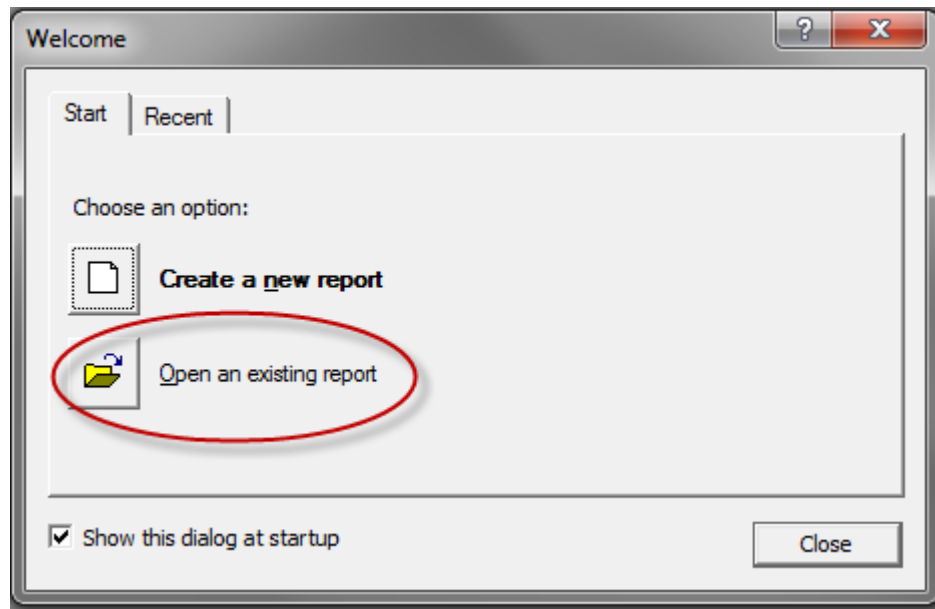 Welcome
?
X
Start
Recent
Choose an option:
Create a new report
Open an existing report
Show this dialog at startup
Close